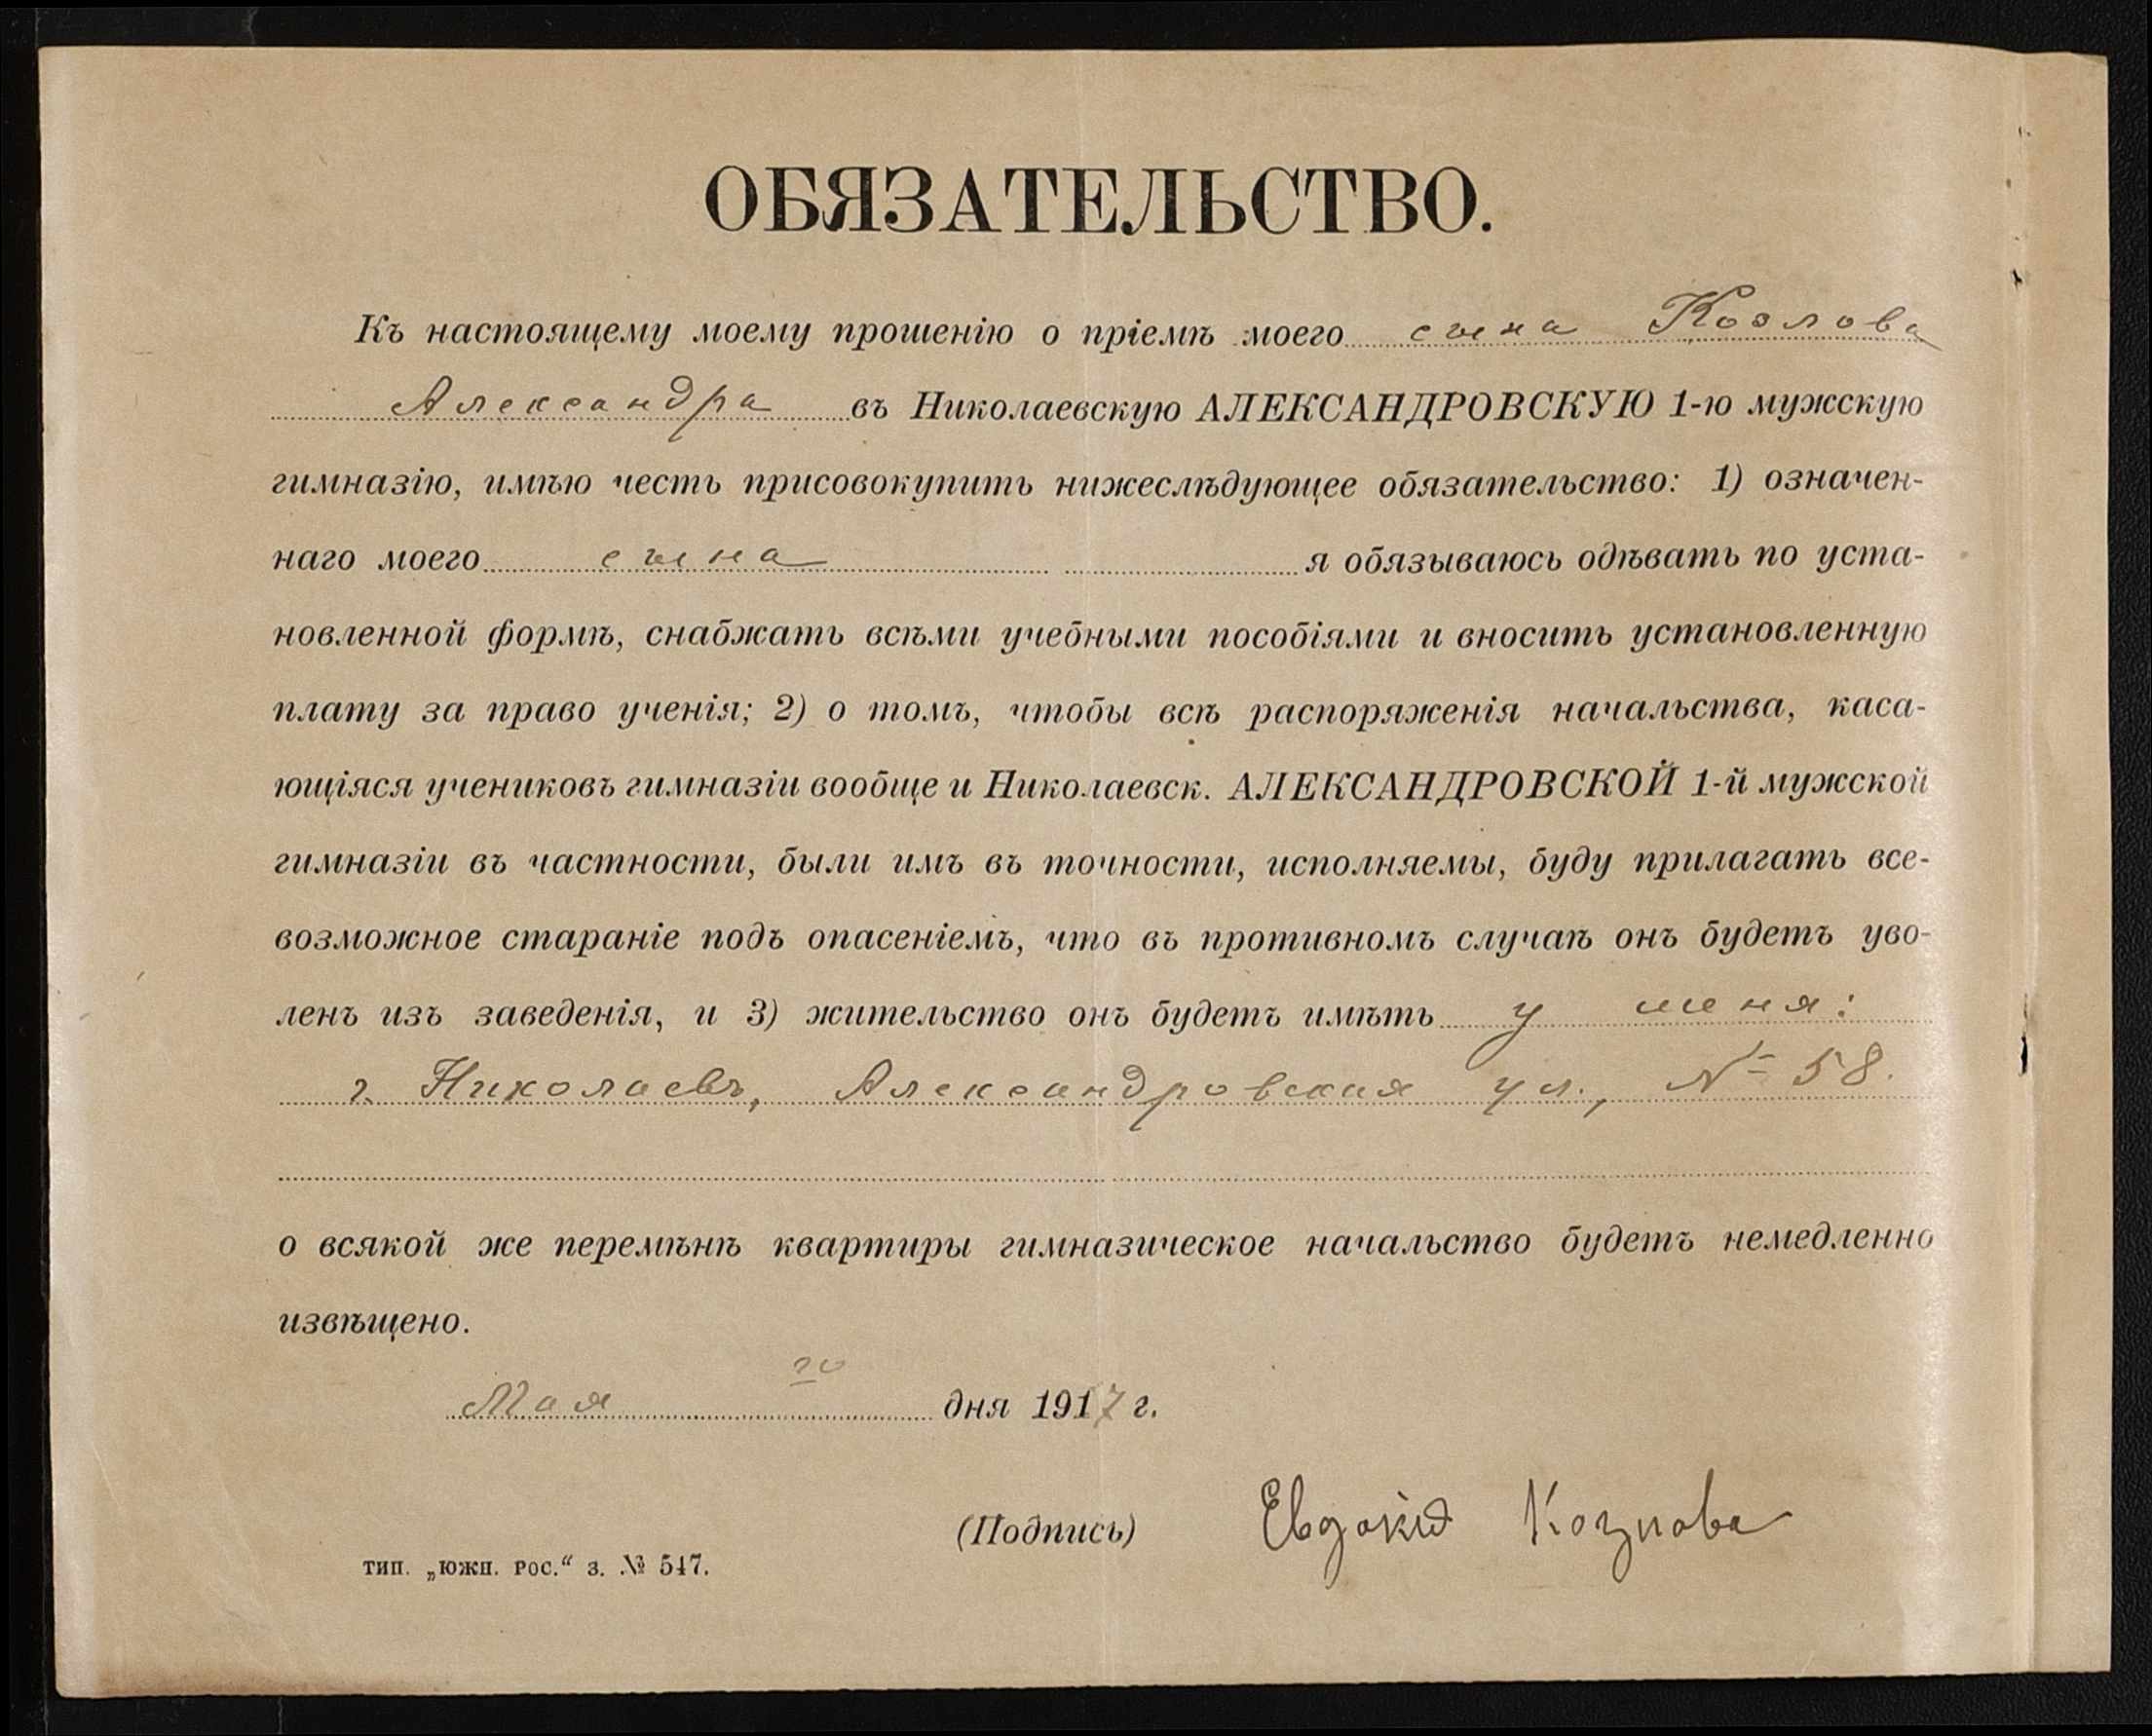 ОБЯЗАТЕЛЬСТВО.
Къ настоящему моему прошенію о пріемѣ моего сына Козлова
Александра въ Николаевскую АЛЕКСАНДРОВСКУЮ 1-ю мужскую
гимназію, имѣю честь присовокупить нижеслѣдующее обязательство: 1) означен-
наго моего сына я обязываюсь одѣвать по уста-
новленной формѣ, снабжать всѣми учебными пособіями и вносить установленную
плату за право ученія; 2) о томъ, чтобы всѣ распоряженія начальства, каса-
ющіяся учениковъ гимназіи вообще и Николаевск. АЛЕКСАНДРОВСКОЙ 1-й мужской
гимназіи въ частности, были имъ въ точности, исполняемы, буду прилагать все-
возможное стараніе подъ опасеніемъ, что въ противномъ случаѣ онъ будетъ уво-
ленъ изъ заведенія, и 3) жительство онъ будетъ имѣть у меня:
г. Николаевъ, Александровская ул., № 58.
о всякой же перемѣнѣ квартиры гимназическое начальство будетъ немедленно
извѣщено.
Мая 20 дня 1917 г.
(Подпись) Евдокія Козлова
тип. „южн. рос.“ з. № 547.